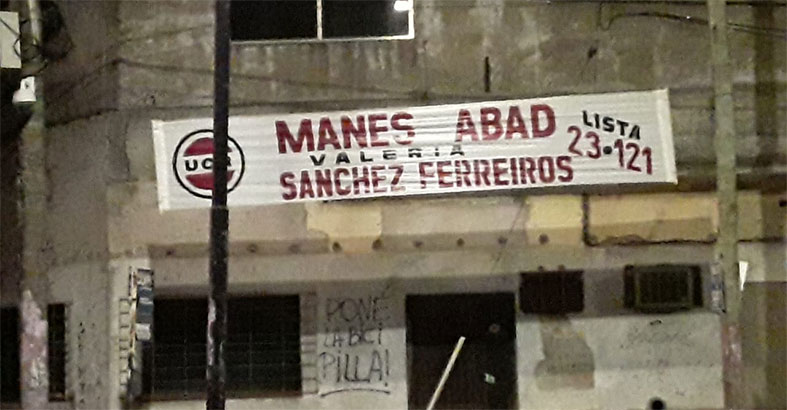 UCR
MANES ABAD
VALERIA
SANCHEZ FERREIROS
LISTA
23•121
PONE
LA BICI
PILLA!